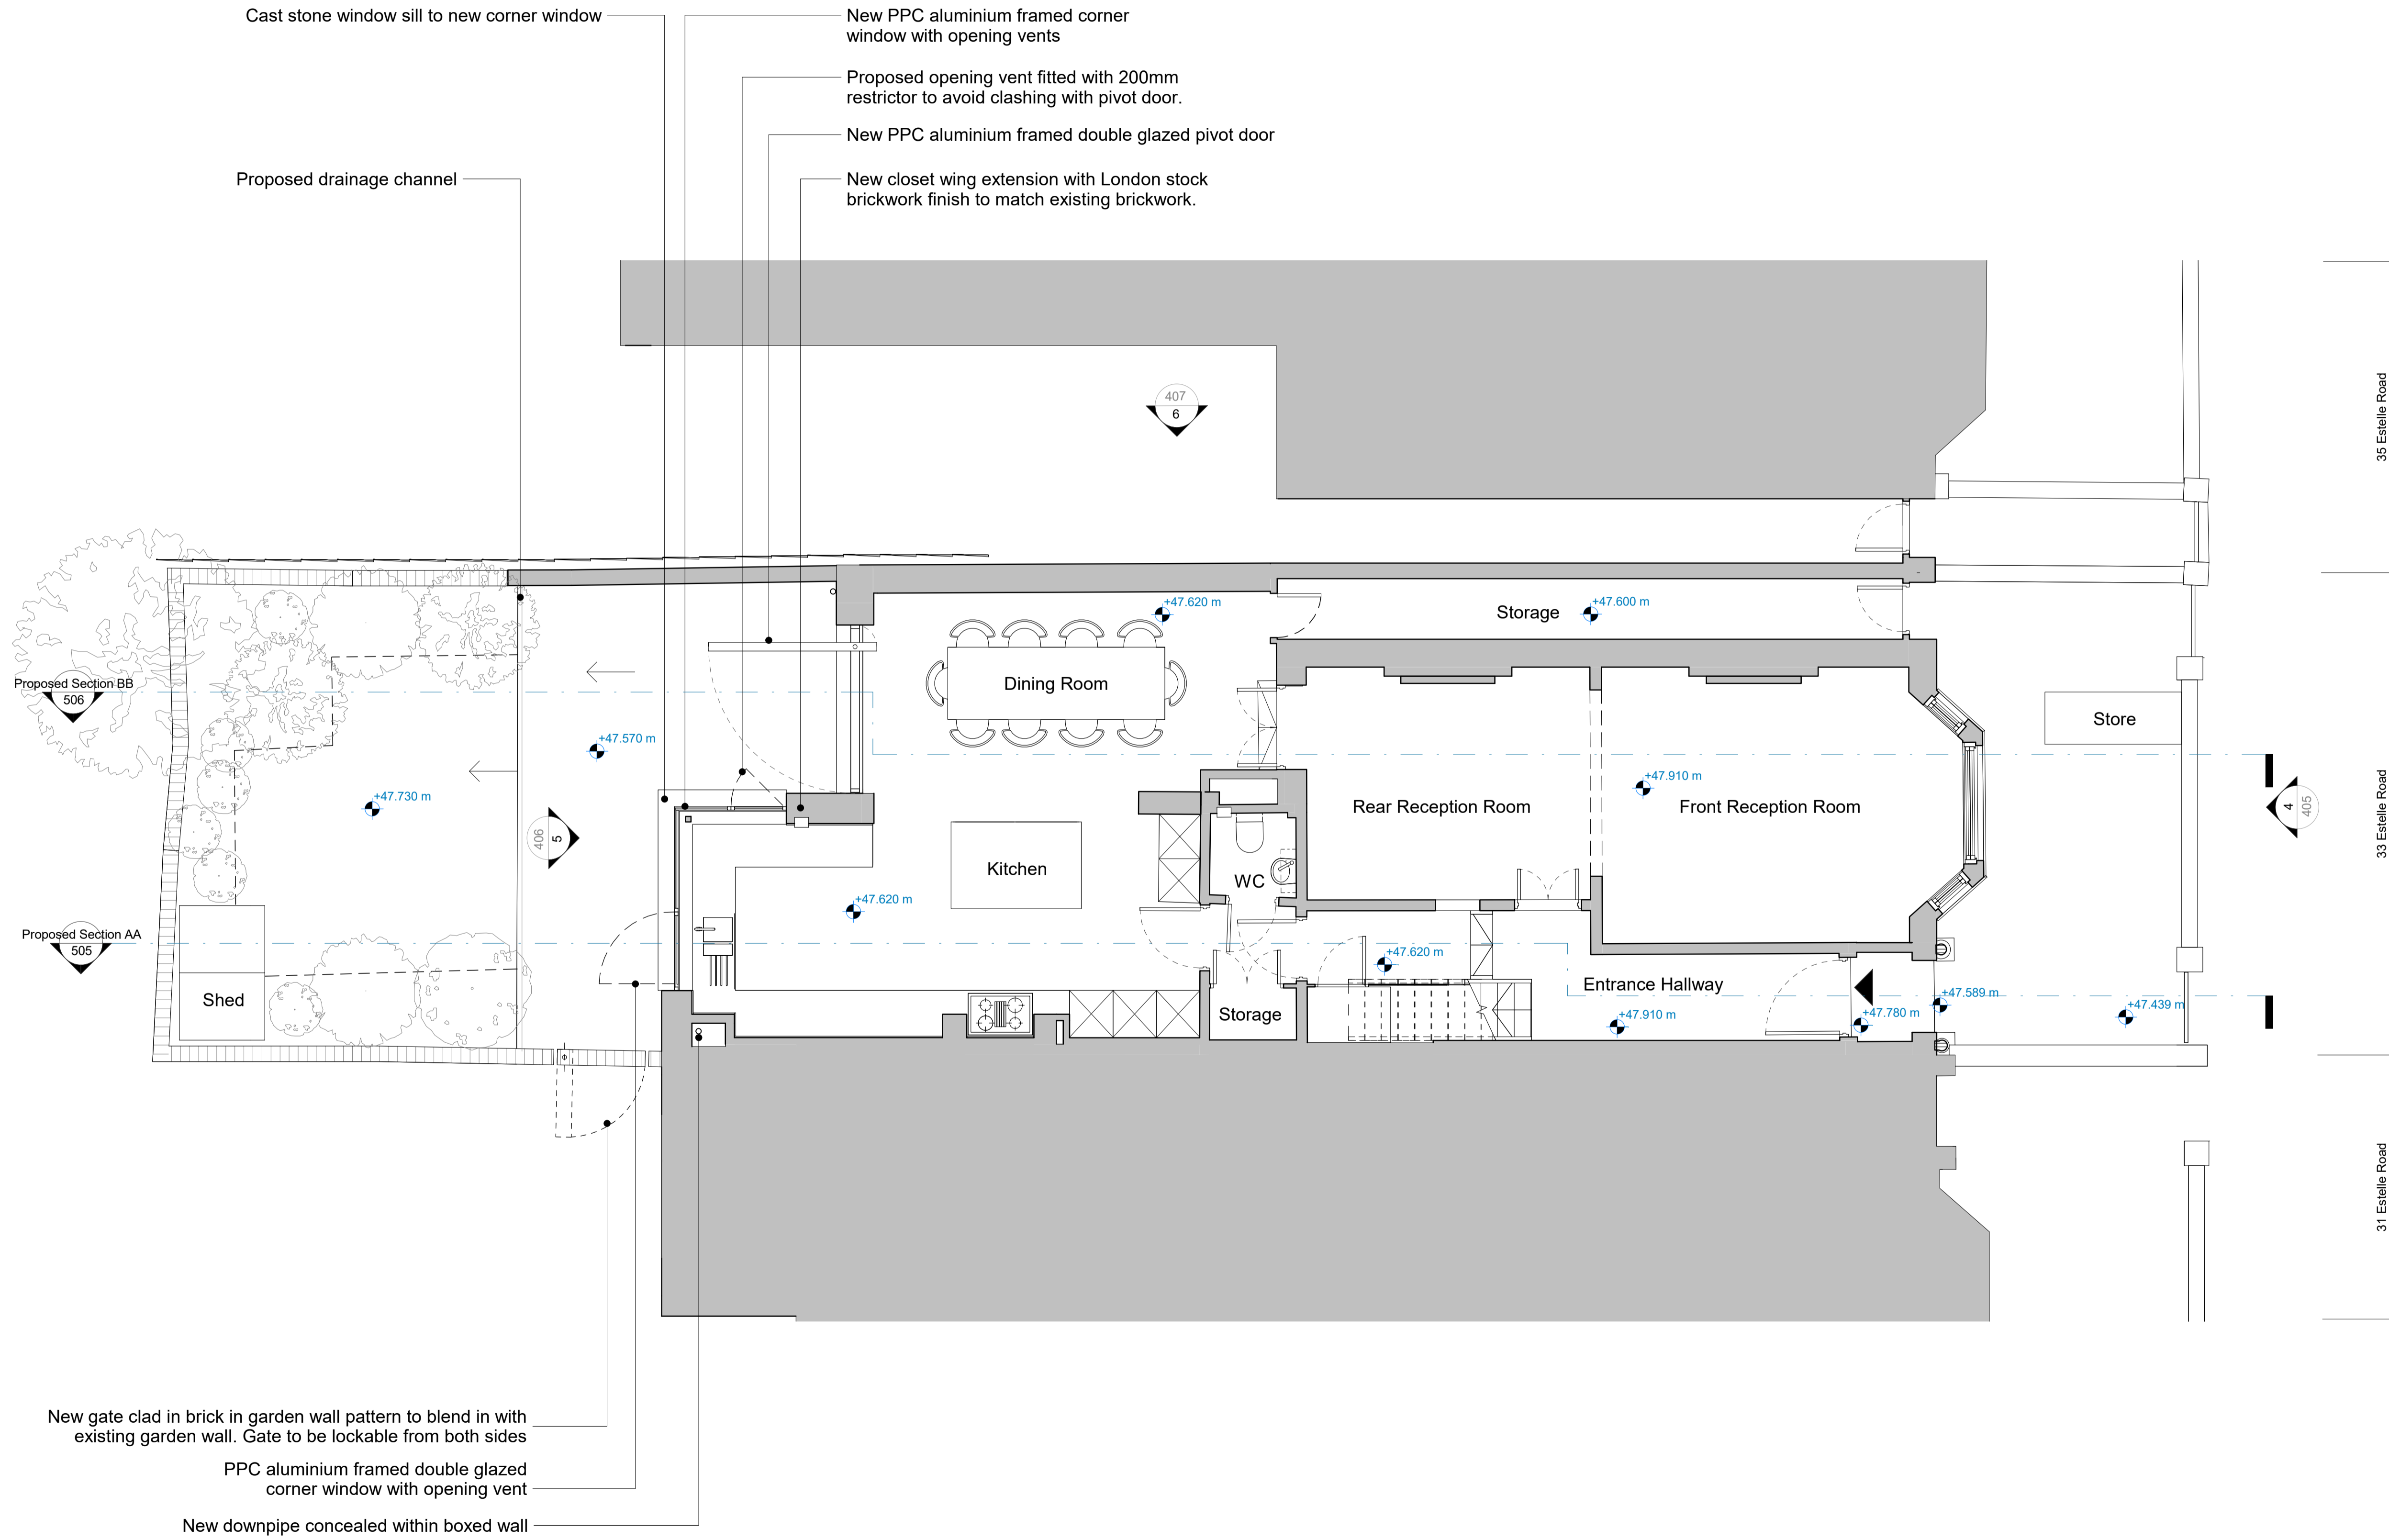 Cast stone window sill to new corner window
New PPC aluminium framed corner
window with opening vents
Proposed opening vent fitted with 200mm
restrictor to avoid clashing with pivot door.
New PPC aluminium framed double glazed pivot door
Proposed drainage channel
New closet wing extension with London stock
brickwork finish to match existing brickwork.
407
6
35 Estelle Road
+47.620 m
Storage
+47.600 m
Proposed Section BB
506
Dining Room
Store
+47.570 m
+47.730 m
+47.910 m
Rear Reception Room
Front Reception Room
4
405
33 Estelle Road
406
5
Kitchen
WC
+47.620 m
Proposed Section AA
505
+47.620 m
Entrance Hallway
Shed
Storage
+47.910 m
+47.780 m
+47.589 m
+47.439 m
31 Estelle Road
New gate clad in brick in garden wall pattern to blend in with
existing garden wall. Gate to be lockable from both sides
PPC aluminium framed double glazed
corner window with opening vent
New downpipe concealed within boxed wall